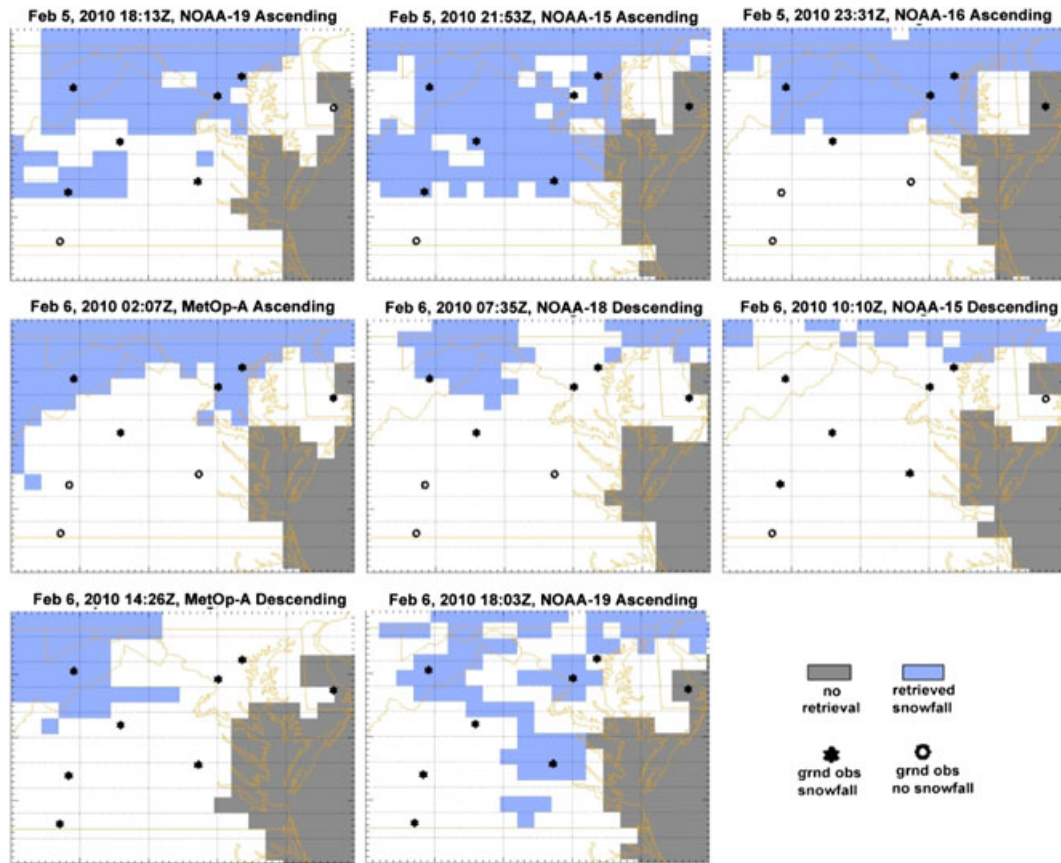 Feb 5, 2010 18:13Z, NOAA-19 Ascending
Feb 5, 2010 21:53Z, NOAA-15 Ascending
Feb 5, 2010 23:31Z, NOAA-16 Ascending
Feb 6, 2010 02:07Z, MetOp-A Ascending
Feb 6, 2010 07:35Z, NOAA-18 Descending
Feb 6, 2010 10:10Z, NOAA-15 Descending
Feb 6, 2010 14:26Z, MetOp-A Descending
Feb 6, 2010 18:03Z, NOAA-19 Ascending
no
retrieval
retrieved
snowfall
grnd obs
snowfall
grnd obs
no snowfall